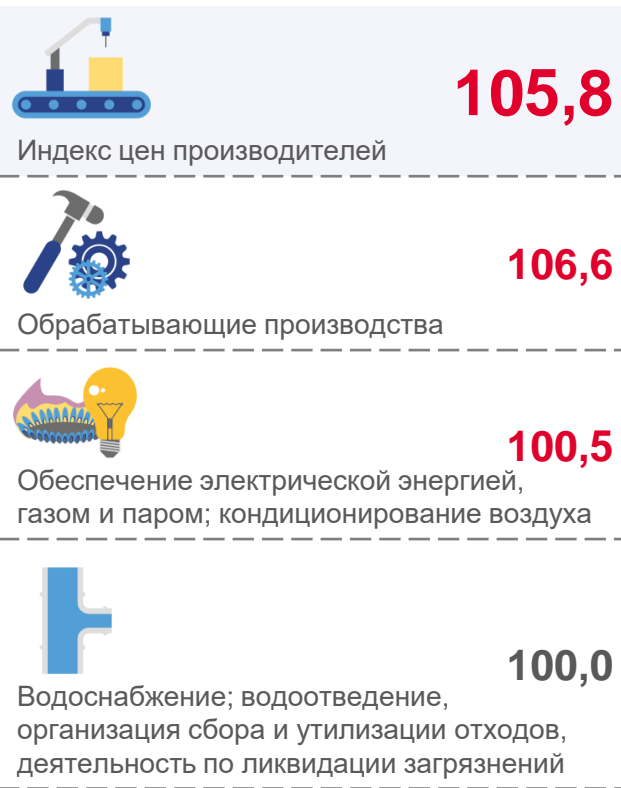 105,8
Индекс цен производителей
106,6
Обрабатывающие производства
100,5
Обеспечение электрической энергией,
газом и паром; кондиционирование воздуха
100,0
Водоснабжение; водоотведение,
организация сбора и утилизации отходов,
деятельность по ликвидации загрязнений